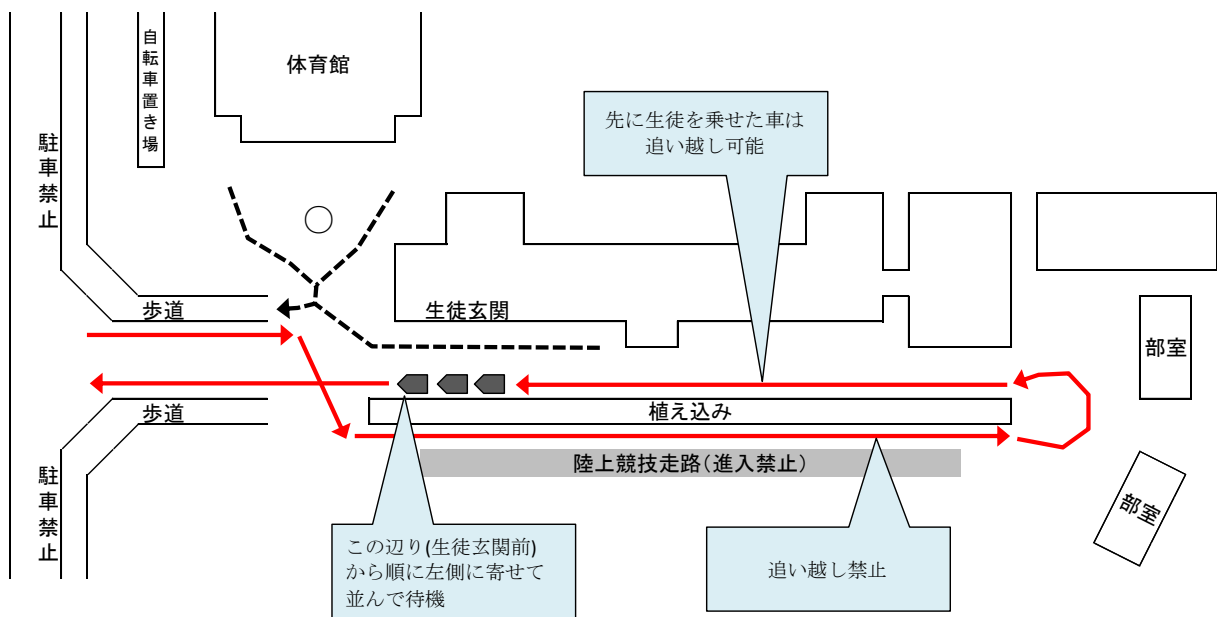 自転車置き場
体育館
先に生徒を乗せた車は
追い越し可能
駐車禁止
歩道
生徒玄関
部室
歩道
植え込み
陸上競技走路(進入禁止)
駐車禁止
部室
この辺り(生徒玄関前)
から順に左側に寄せて
並んで待機
追い越し禁止